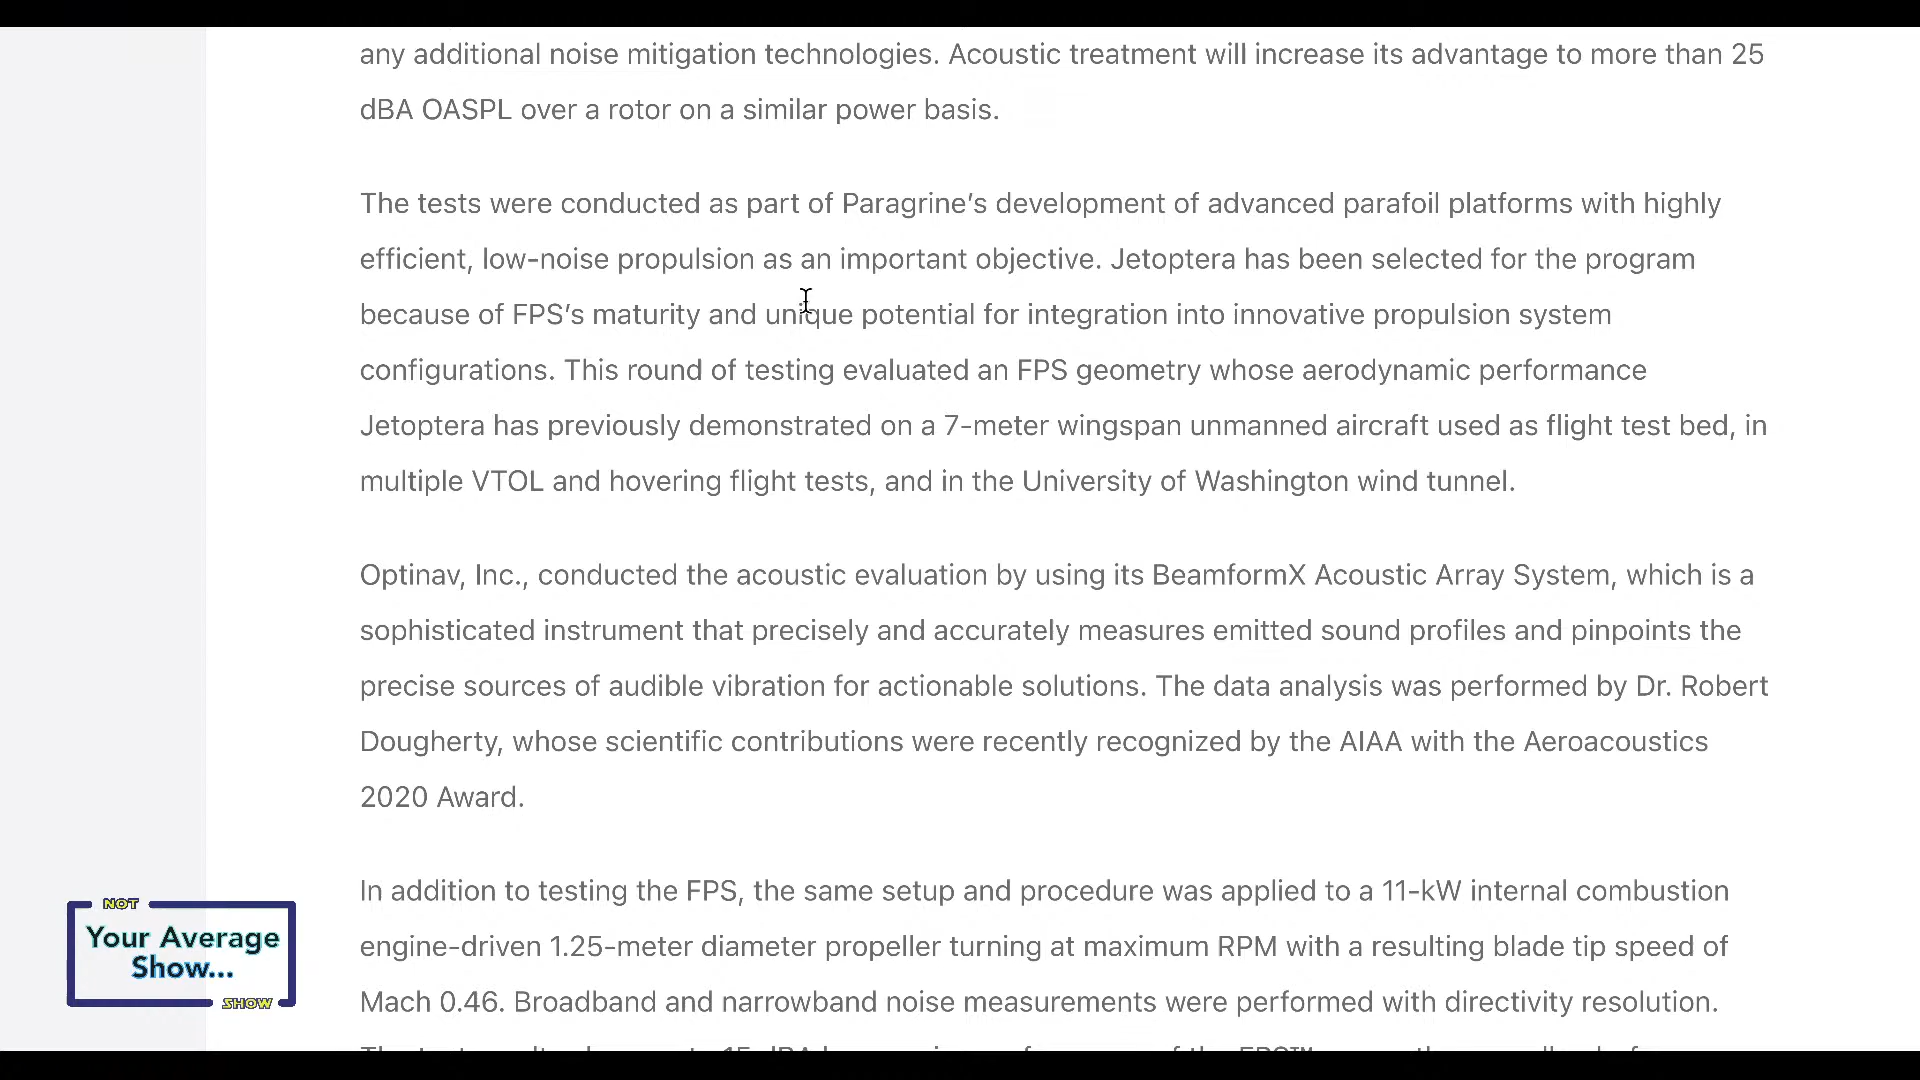 any additional noise mitigation technologies. Acoustic treatment will increase its advantage to more than 25
dBA OASPL over a rotor on a similar power basis.
The tests were conducted as part of Paragrine’s development of advanced parafoil platforms with highly
efficient, low-noise propulsion as an important objective. Jetoptera has been selected for the program
because of FPS’s maturity and unique potential for integration into innovative propulsion system
configurations. This round of testing evaluated an FPS geometry whose aerodynamic performance
Jetoptera has previously demonstrated on a 7-meter wingspan unmanned aircraft used as flight test bed, in
multiple VTOL and hovering flight tests, and in the University of Washington wind tunnel.
Optinav, Inc., conducted the acoustic evaluation by using its BeamformX Acoustic Array System, which is a
sophisticated instrument that precisely and accurately measures emitted sound profiles and pinpoints the
precise sources of audible vibration for actionable solutions. The data analysis was performed by Dr. Robert
Dougherty, whose scientific contributions were recently recognized by the AIAA with the Aeroacoustics
2020 Award.
In addition to testing the FPS, the same setup and procedure was applied to a 11-kW internal combustion
engine-driven 1.25-meter diameter propeller turning at maximum RPM with a resulting blade tip speed of
Mach 0.46. Broadband and narrowband noise measurements were performed with directivity resolution.
NOT
Your Average
Show...
SHOW